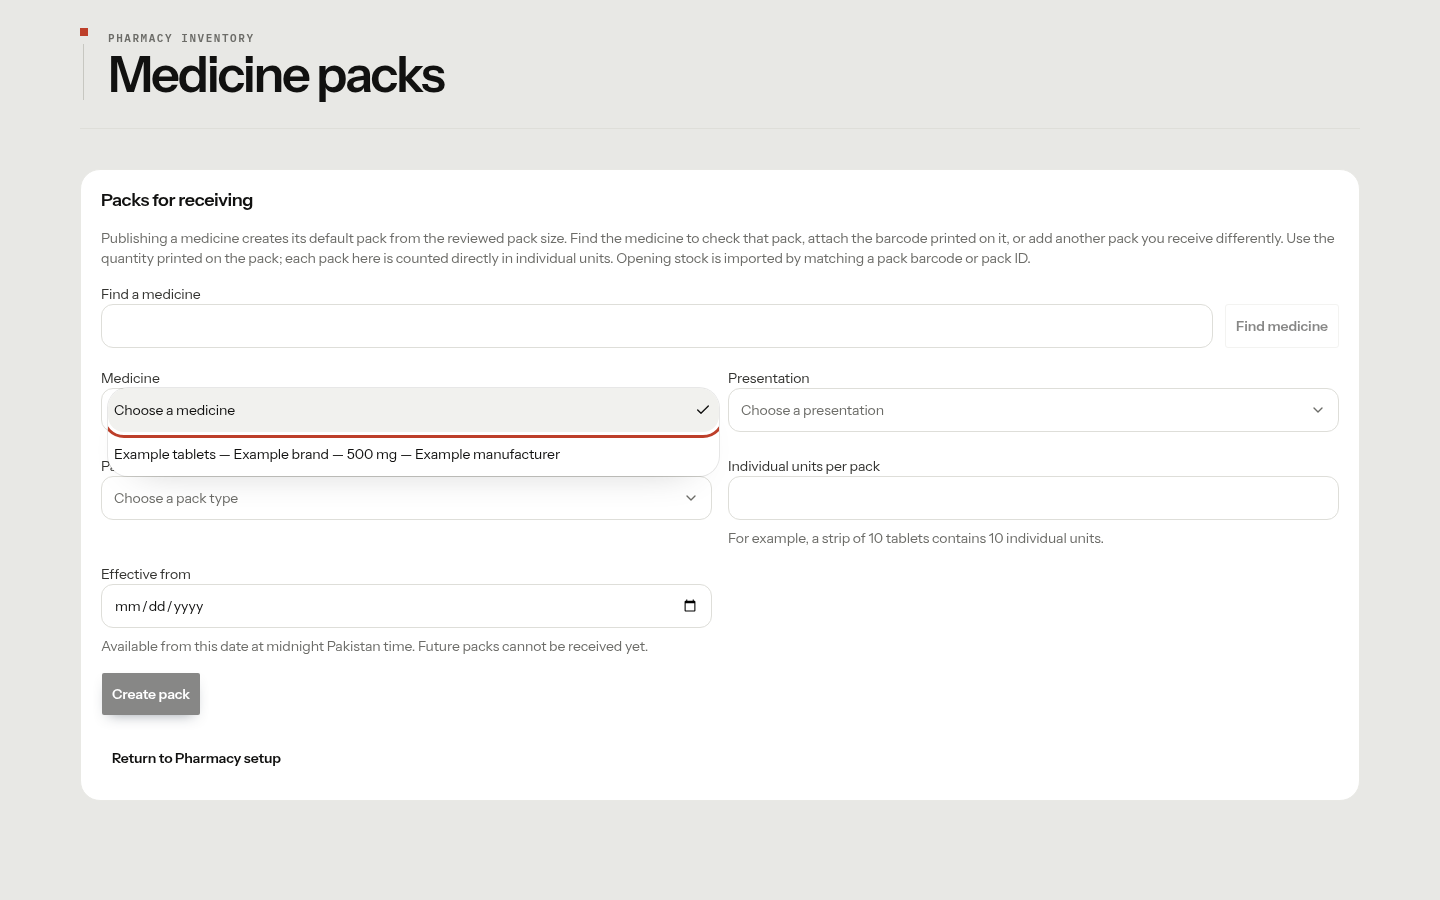 PHARMACY INVENTORY
Medicine packs
Packs for receiving
Publishing a medicine creates its default pack from the reviewed pack size. Find the medicine to check that pack, attach the barcode printed on it, or add another pack you receive differently. Use the
quantity printed on the pack; each pack here is counted directly in individual units. Opening stock is imported by matching a pack barcode or pack ID.
Find a medicine
Find medicine
Medicine
Presentation
Choose a medicine
Choose a presentation
Example tablets — Example brand — 500 mg — Example manufacturer
Individual units per pack
Choose a pack type
For example, a strip of 10 tablets contains 10 individual units.
Effective from
mm/dd/yyyy
Available from this date at midnight Pakistan time. Future packs cannot be received yet.
Create pack
Return to Pharmacy setup